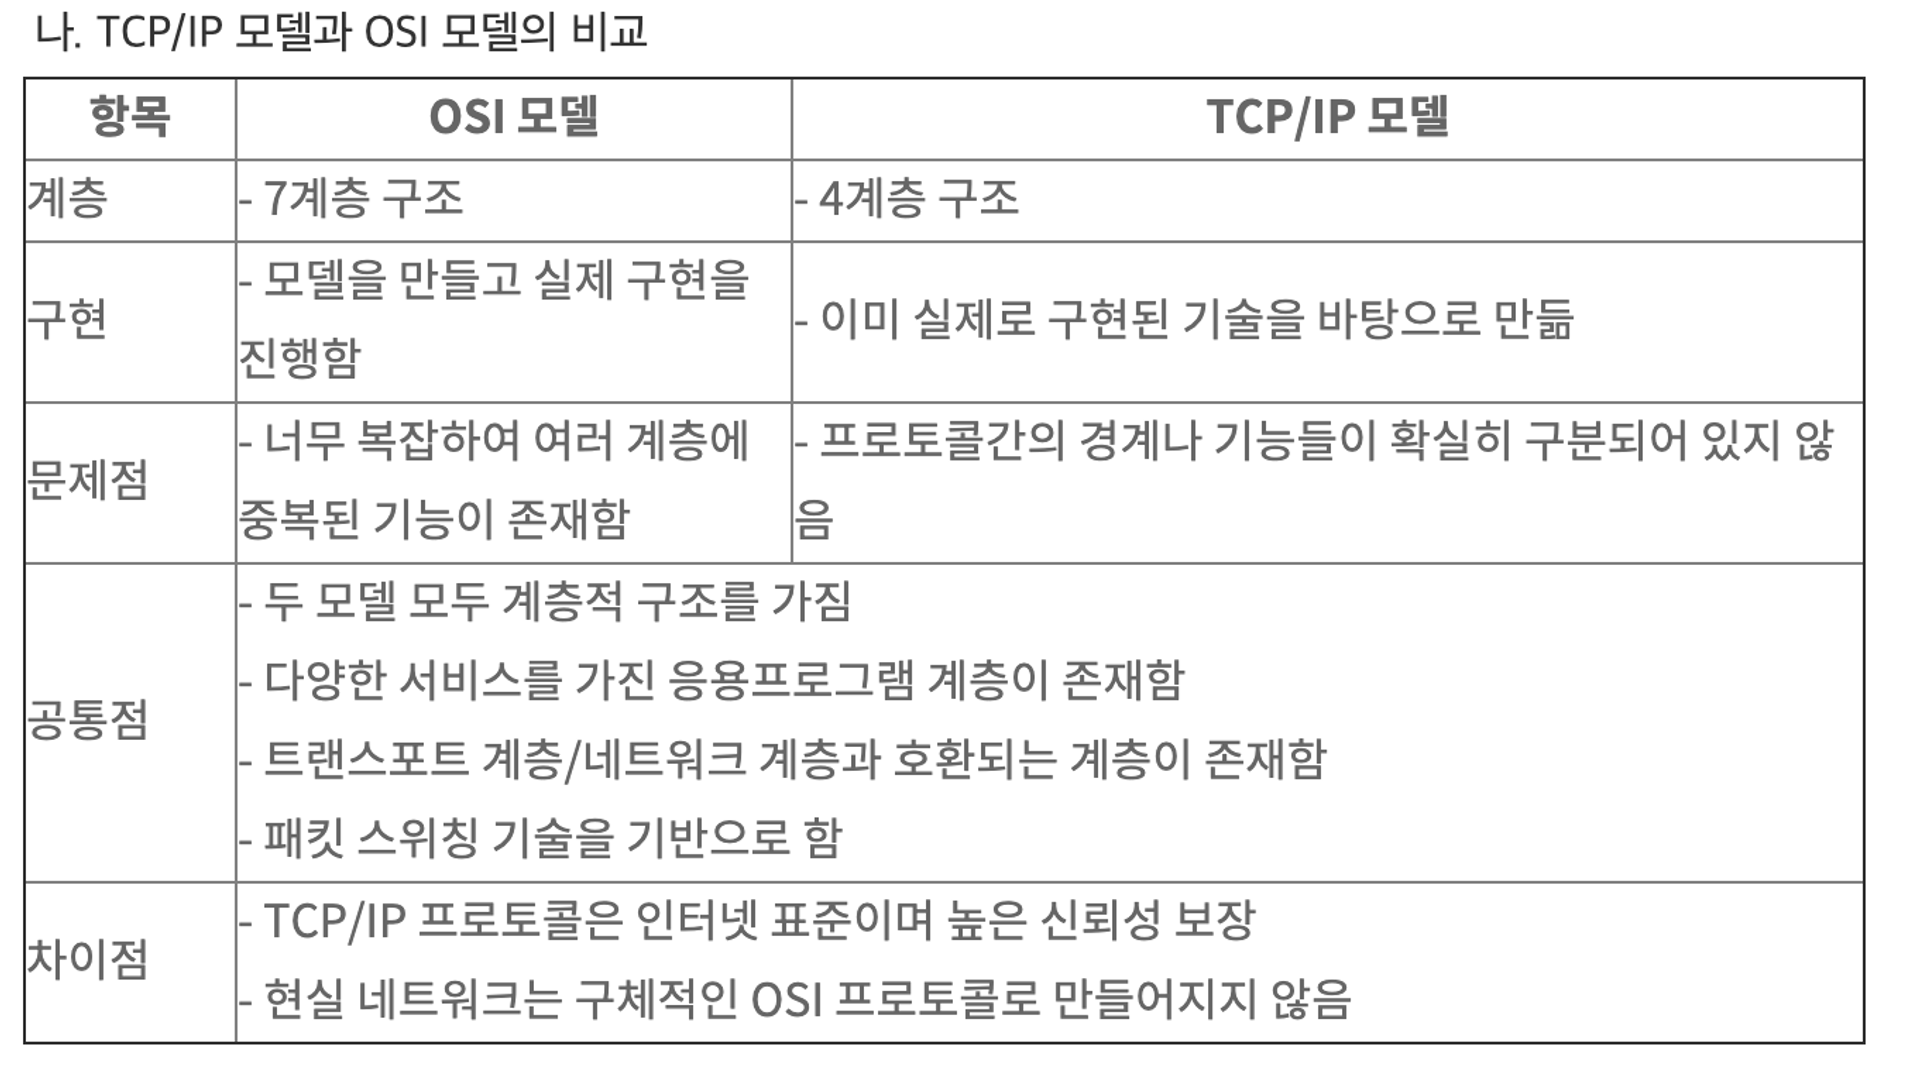 나. TCP/IP 모델과 OSI 모델의 비교
항목
OSI 모델
TCP/IP 모델
계층
- 7계층 구조
- 4계층 구조
구현
- 모델을 만들고 실제 구현을
진행함
- 이미 실제로 구현된 기술을 바탕으로 만듦
문제점
- 너무 복잡하여 여러 계층에
중복된 기능이 존재함
- 프로토콜간의 경계나 기능들이 확실히 구분되어 있지 않
음
공통점
- 두 모델 모두 계층적 구조를 가짐
- 다양한 서비스를 가진 응용프로그램 계층이 존재함
- 트랜스포트 계층/네트워크 계층과 호환되는 계층이 존재함
- 패킷 스위칭 기술을 기반으로 함
차이점
- TCP/IP 프로토콜은 인터넷 표준이며 높은 신뢰성 보장
- 현실 네트워크는 구체적인 OSI 프로토콜로 만들어지지 않음